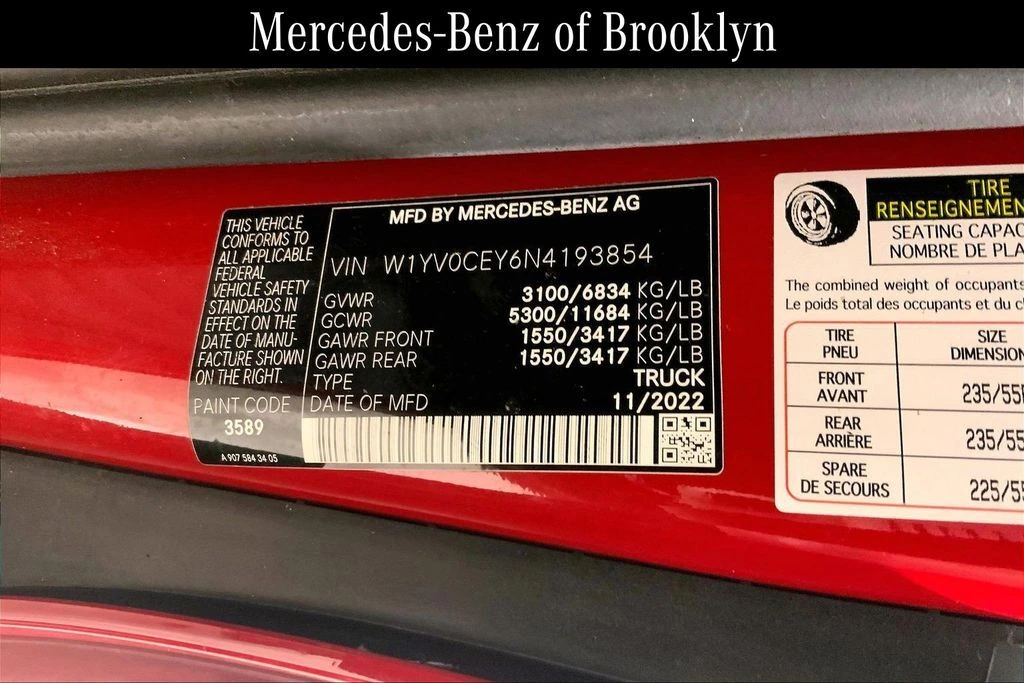 Mercedes-Benz of Brooklyn
THIS VEHICLE
CONFORMS TO
ALL APPLICABLE
FEDERAL
VEHICLE SAFETY
STANDARDS IN
EFFECT ON THE
DATE OF MANU-
FACTURE SHOWN
ON THE RIGHT.
PAINT CODE
3589
A 907 584 34 05
MFD BY MERCEDES-BENZ AG
VIN W1YV0CEY6N4193854
GVWR 3100/6834 KG/LB
GCWR 5300/11684 KG/LB
GAWR FRONT 1550/3417 KG/LB
GAWR REAR 1550/3417 KG/LB
TYPE TRUCK
DATE OF MFD 11/2022
TIRE
RENSEIGNEMEN
SEATING CAPAC
NOMBRE DE PLA
The combined weight of occupants
Le poids total des occupants et du c
TIRE SIZE
PNEU DIMENSION
FRONT
AVANT 235/55
REAR
ARRIÈRE 235/55
SPARE
DE SECOURS 225/55